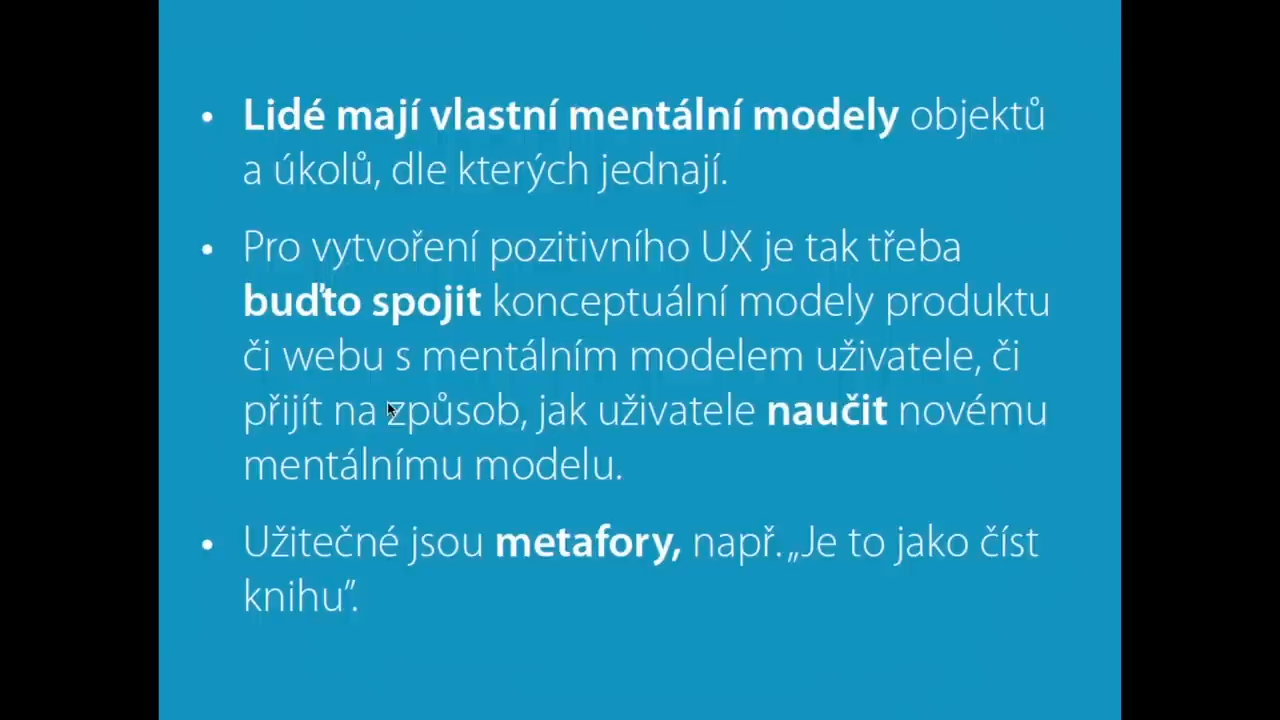 • Lidé mají vlastní mentální modely objektů
a úkolů, dle kterých jednají.
• Pro vytvoření pozitivního UX je tak třeba
buďto spojit konceptuální modely produktu
či webu s mentálním modelem uživatele, či
přijít na způsob, jak uživatele naučit novému
mentálnímu modelu.
• Užitečné jsou metafory, např. „Je to jako číst
knihu”.